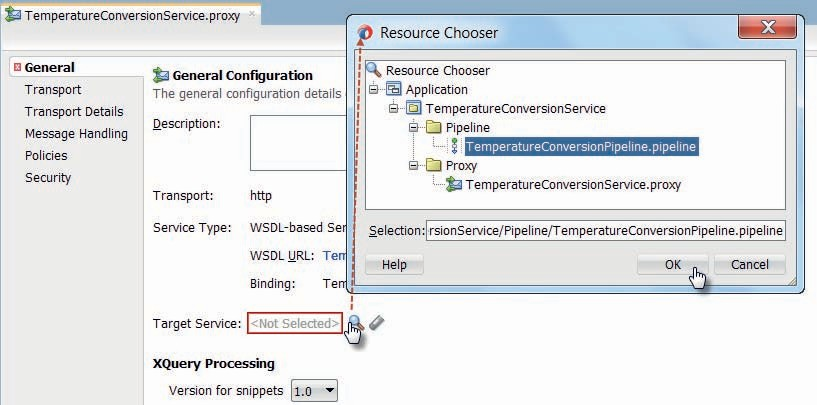 TemperatureConversionService.proxy
General
Transport
Transport Details
Message Handling
Policies
Security
General Configuration
The general configuration details
Description:
Transport: http
Service Type: WSDL-based Ser
WSDL URL: Tem
Binding: Tem
Target Service: <Not Selected>
XQuery Processing
Version for snippets 1.0
Resource Chooser
Resource Chooser
Application
TemperatureConversionService
Pipeline
TemperatureConversionPipeline.pipeline
Proxy
TemperatureConversionService.proxy
Selection: rsionService/Pipeline/TemperatureConversionPipeline.pipeline
Help OK Cancel